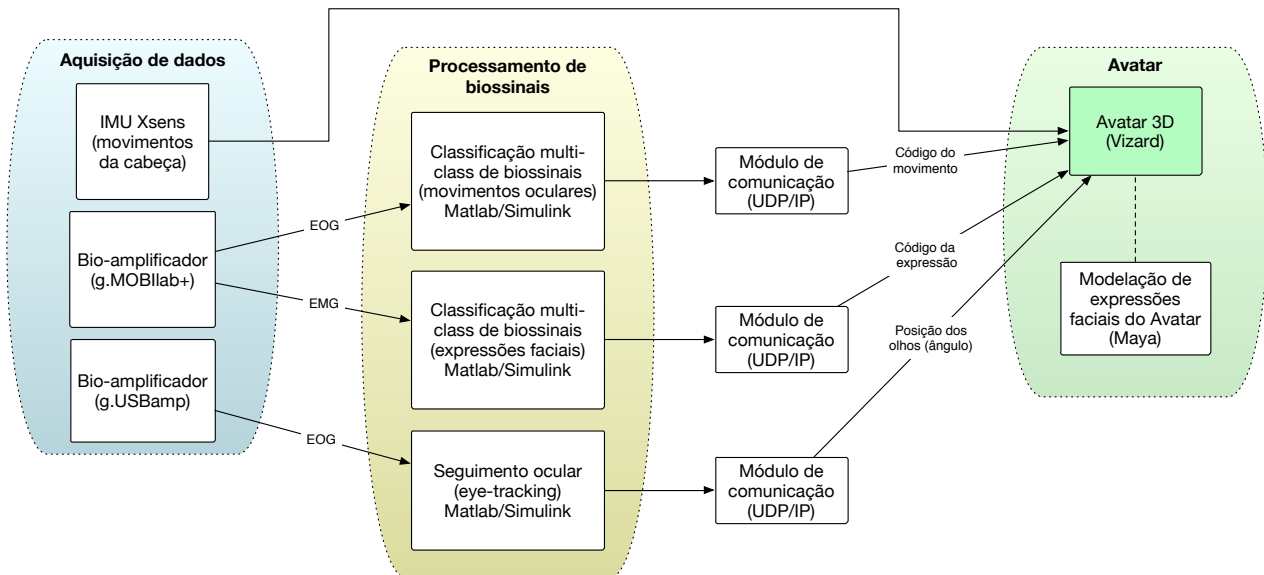 Aquisição de dados
IMU Xsens
(movimentos
da cabeça)
Bio-amplificador
(g.MOBIlab+)
Bio-amplificador
(g.USBamp)
EOG
EMG
EOG
Processamento de
biossinais
Classificação multi-
class de biossinais
(movimentos oculares)
Matlab/Simulink
Classificação multi-
class de biossinais
(expressões faciais)
Matlab/Simulink
Seguimento ocular
(eye-tracking)
Matlab/Simulink
Módulo de
comunicação
(UDP/IP)
Módulo de
comunicação
(UDP/IP)
Módulo de
comunicação
(UDP/IP)
Código do
movimento
Código da
expressão
Posição dos
olhos (ângulo)
Avatar
Avatar 3D
(Vizard)
Modelação de
expressões
faciais do Avatar
(Maya)